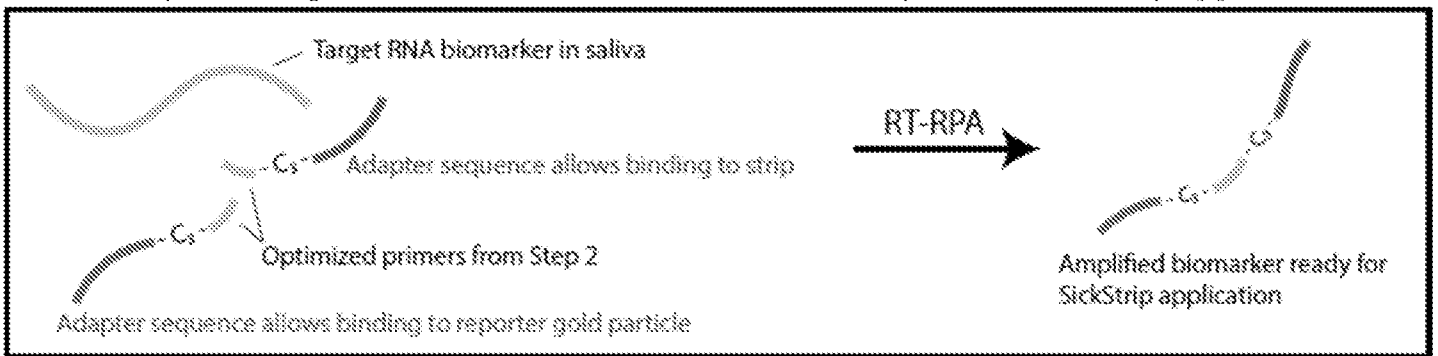 Target RNA biomarker in saliva
RT-RPA
C₃
C₃ Adapter sequence allows binding to strip
C₃
C₃
Optimized primers from Step 2
Amplified biomarker ready for
SickStrip application
Adapter sequence allows binding to reporter gold particle